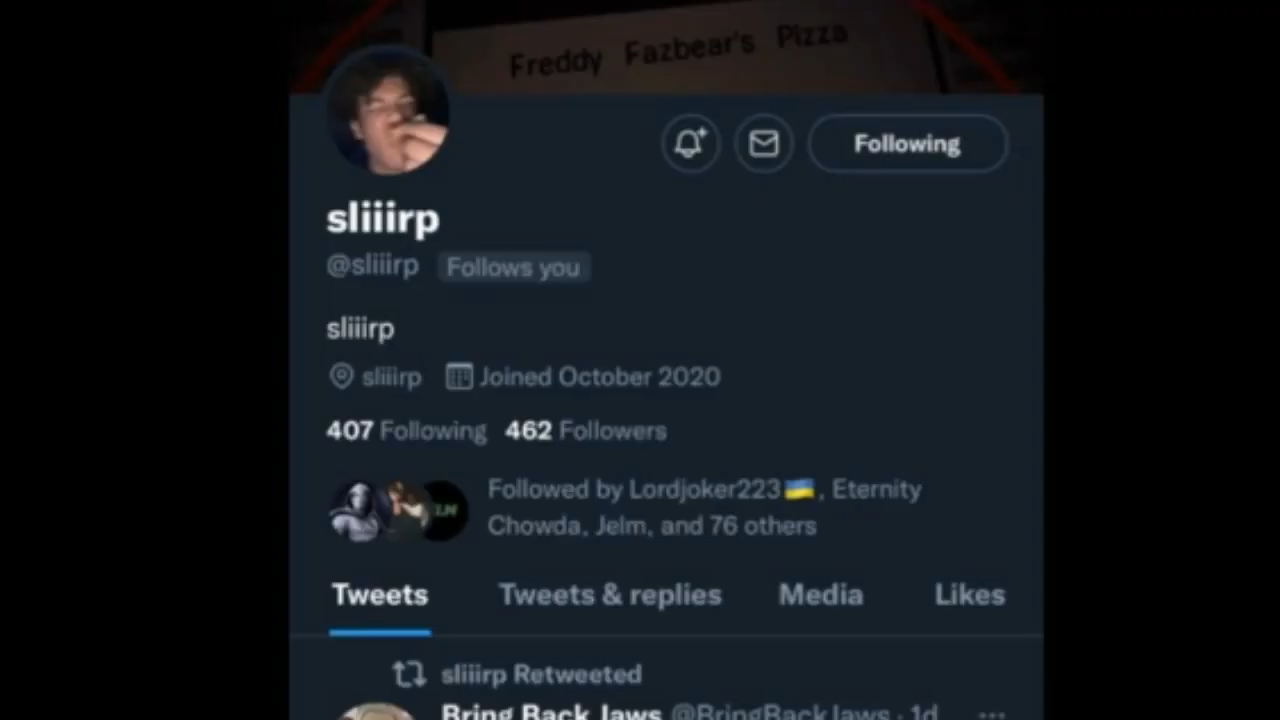 Freddy Fazbear's Pizza
Following
sliiirp
@sliiirp Follows you
sliiirp
sliiirp Joined October 2020
407 Following 462 Followers
Followed by Lordjoker223🇺🇦, Eternity
Chowda, Jelm, and 76 others
Tweets Tweets & replies Media Likes
sliiirp Retweeted
Bring Back Jaws @BringBackJaws · 1d